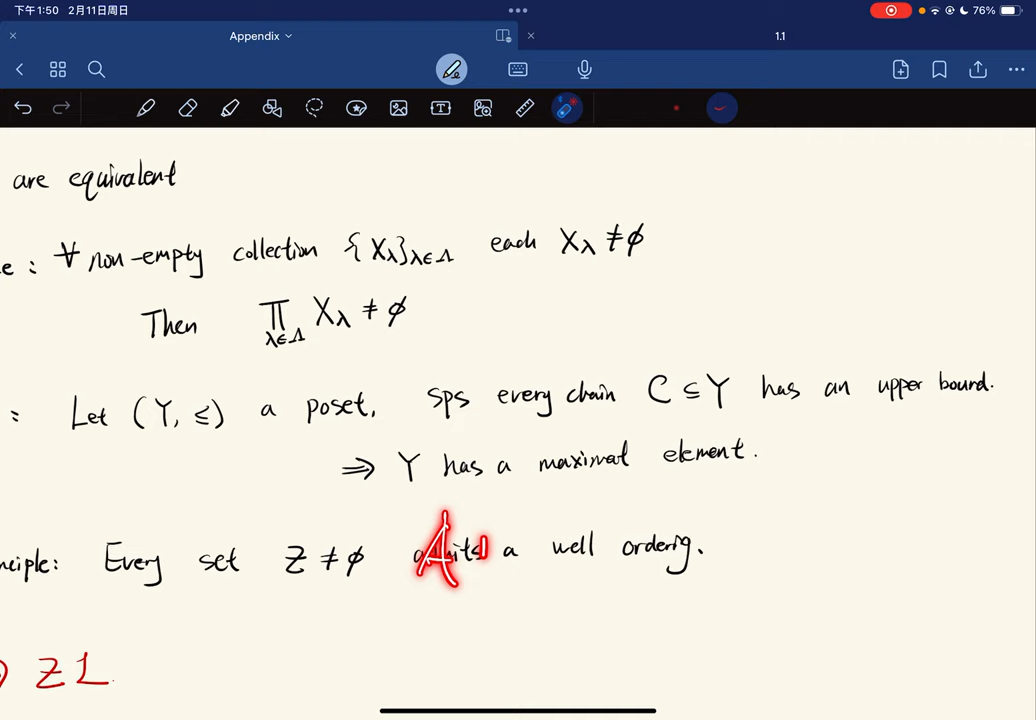 下午1:50 2月11日周日
76%
Appendix
1.1
are equivalent
e : ∀ non-empty collection {Xλ}λ∈Λ each Xλ ≠ ϕ
Then ∏λ∈Λ Xλ ≠ ϕ
: Let (Y, ≤) a poset. sps every chain C ⊆ Y has an upper bound.
⇒ Y has a maximal element.
nciple: Every set Z ≠ ϕ admits a well ordering.
A
) ZL